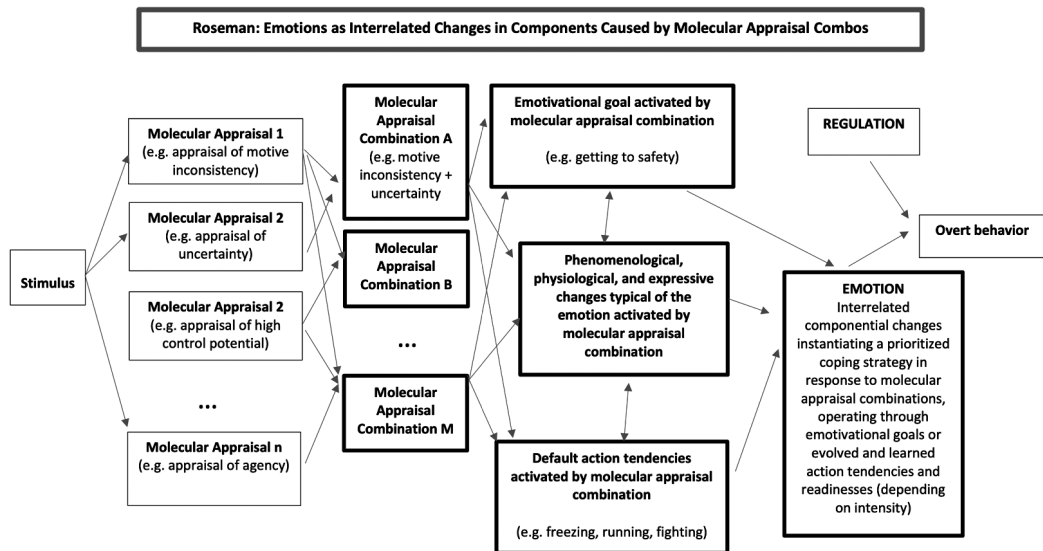 Roseman: Emotions as Interrelated Changes in Components Caused by Molecular Appraisal Combos
Stimulus
Molecular Appraisal 1
(e.g. appraisal of motive
inconsistency)
Molecular Appraisal 2
(e.g. appraisal of
uncertainty)
Molecular Appraisal 2
(e.g. appraisal of high
control potential)
...
Molecular Appraisal n
(e.g. appraisal of agency)
Molecular
Appraisal
Combination A
(e.g. motive
inconsistency +
uncertainty
Molecular
Appraisal
Combination B
...
Molecular
Appraisal
Combination M
Emotivational goal activated by
molecular appraisal combination
(e.g. getting to safety)
Phenomenological,
physiological, and expressive
changes typical of the
emotion activated by
molecular appraisal
combination
Default action tendencies
activated by molecular appraisal
combination
(e.g. freezing, running, fighting)
REGULATION
Overt behavior
EMOTION
Interrelated
componential changes
instantiating a prioritized
coping strategy in
response to molecular
appraisal combinations,
operating through
emotivational goals or
evolved and learned
action tendencies and
readinesses (depending
on intensity)